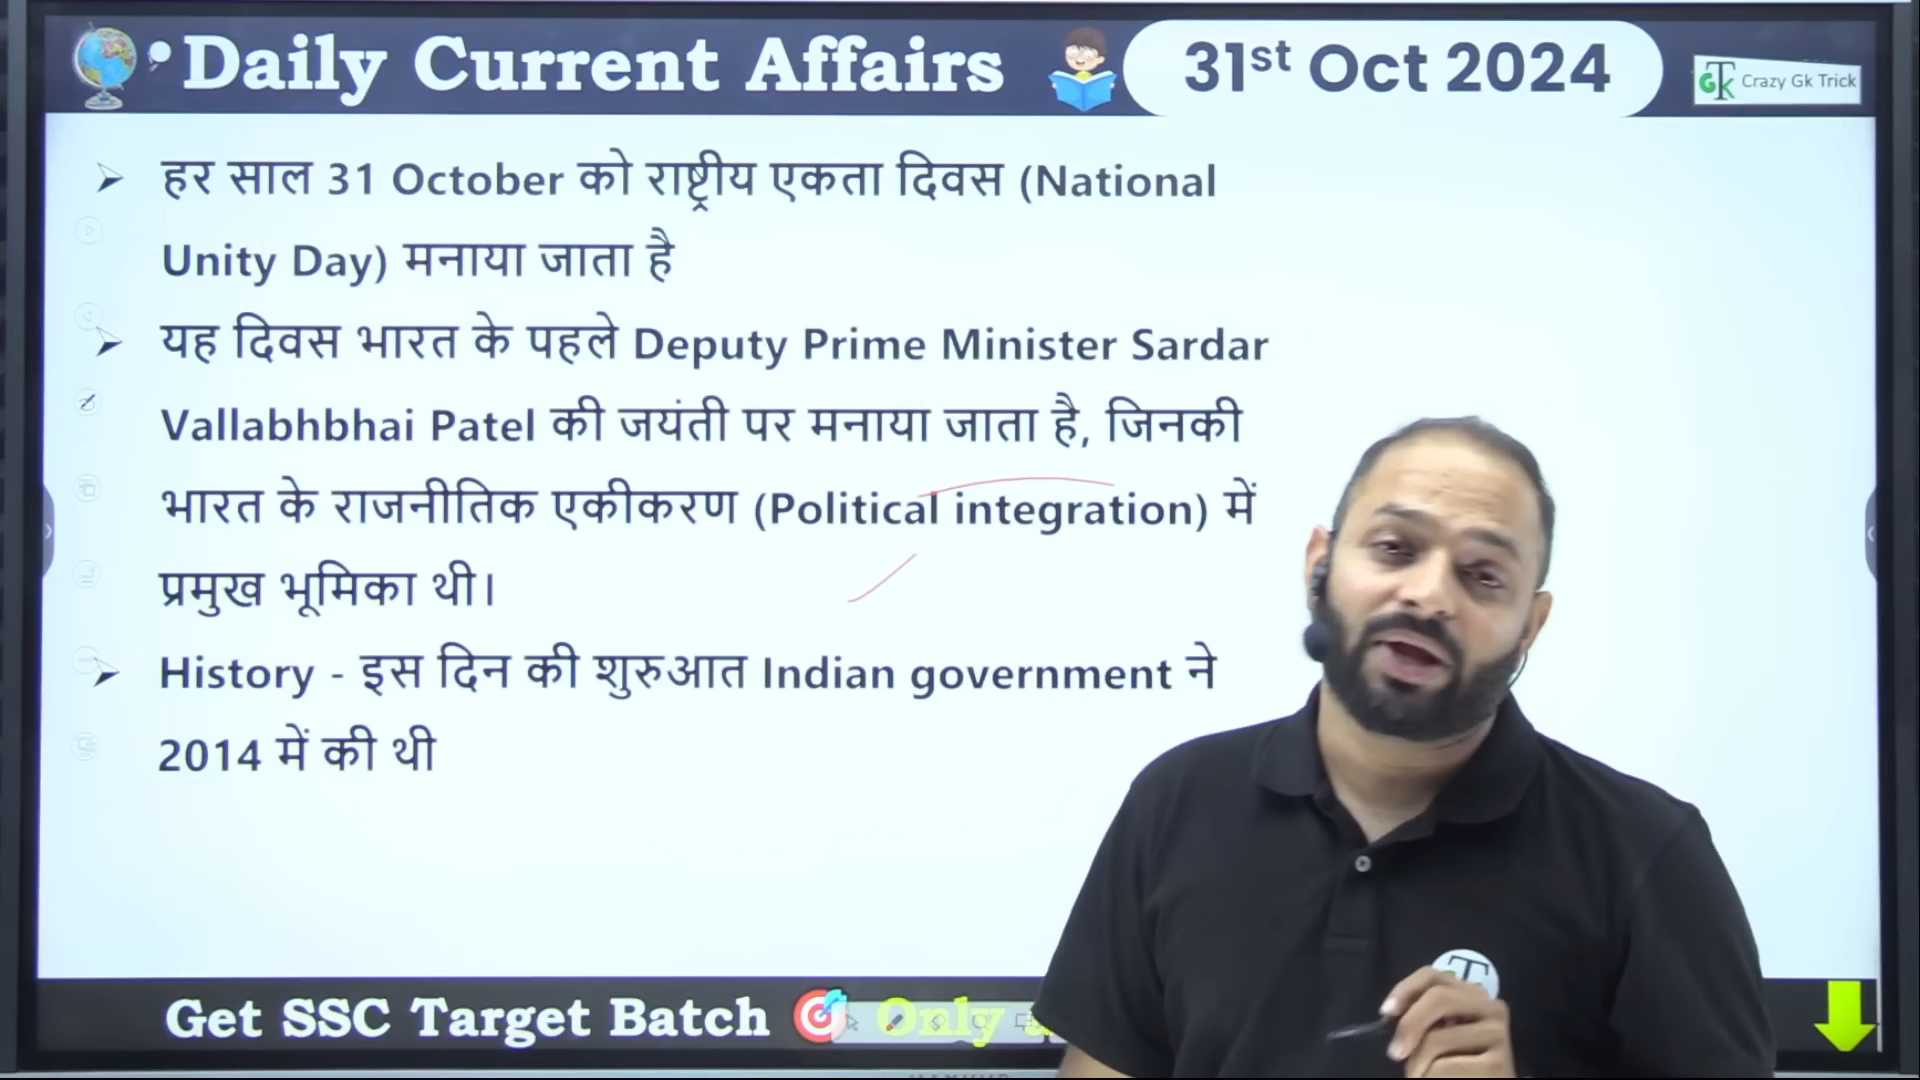 Daily Current Affairs
31st Oct 2024
Crazy Gk Trick
हर साल 31 October को राष्ट्रीय एकता दिवस (National
Unity Day) मनाया जाता है
यह दिवस भारत के पहले Deputy Prime Minister Sardar
Vallabhbhai Patel की जयंती पर मनाया जाता है, जिनकी
भारत के राजनीतिक एकीकरण (Political integration) में
प्रमुख भूमिका थी।
History - इस दिन की शुरुआत Indian government ने
2014 में की थी
Get SSC Target Batch Only